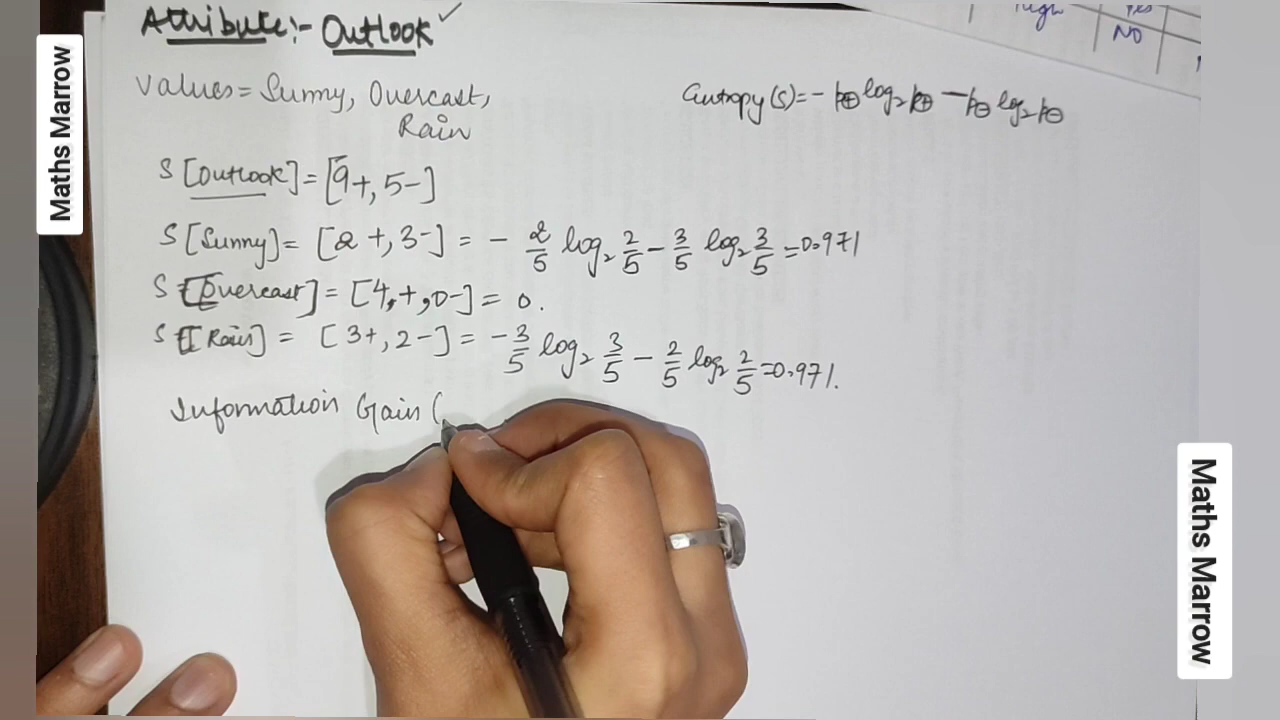 Attribute:- Outlook ✓
Values = Sunny, Overcast,
Rain
Entropy (S) = - p⊕ log₂ p⊕ - p⊖ log₂ p⊖
S [Outlook] = [9+, 5-]
S [Sunny] = [2+, 3-] = - 2/5 log₂ 2/5 - 3/5 log₂ 3/5 = 0.971
S [Overcast] = [4,+, 0-] = 0.
S [Rain] = [3+, 2-] = - 3/5 log₂ 3/5 - 2/5 log₂ 2/5 = 0.971.
Information Gain (
High Yes
NO
Maths Marrow
Maths Marrow